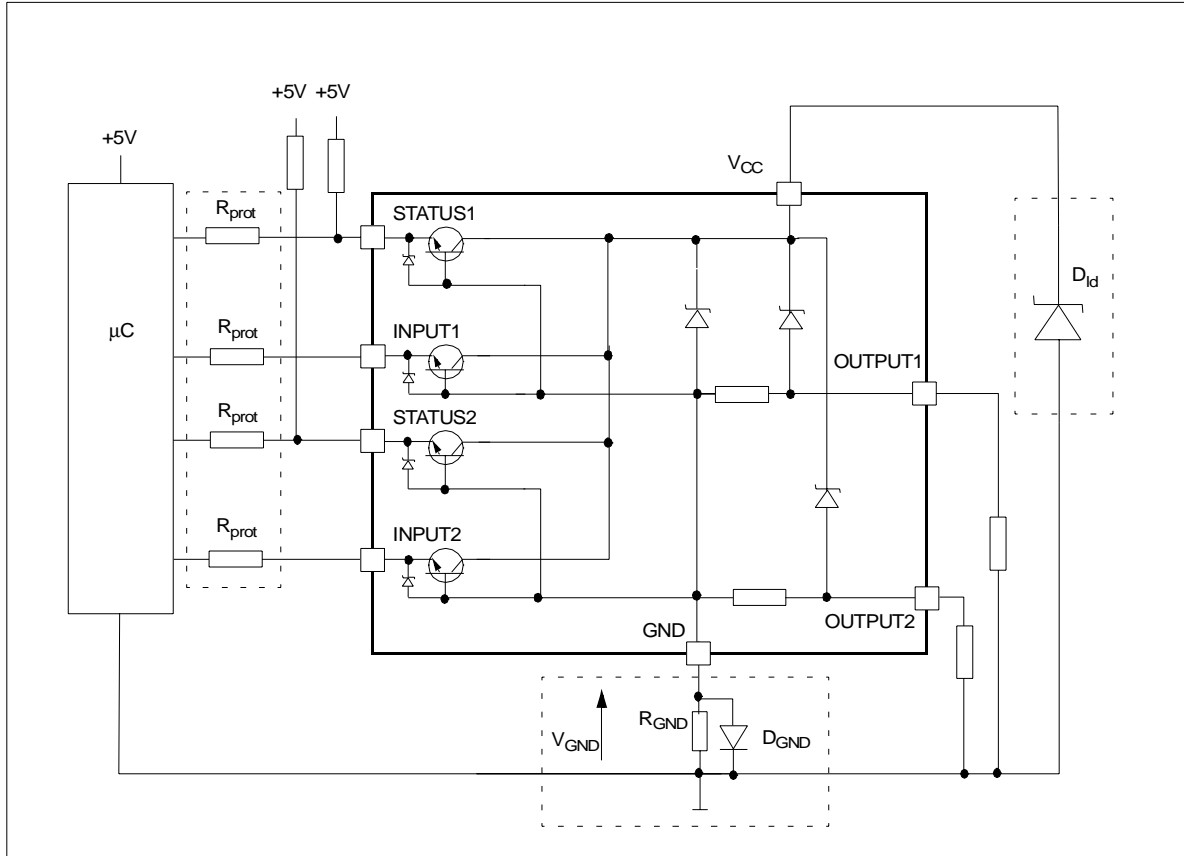 +5V +5V
+5V
VCC
Rprot
STATUS1
Dld
μC
Rprot
INPUT1
OUTPUT1
Rprot
STATUS2
Rprot
INPUT2
OUTPUT2
GND
RGND
VGND
DGND